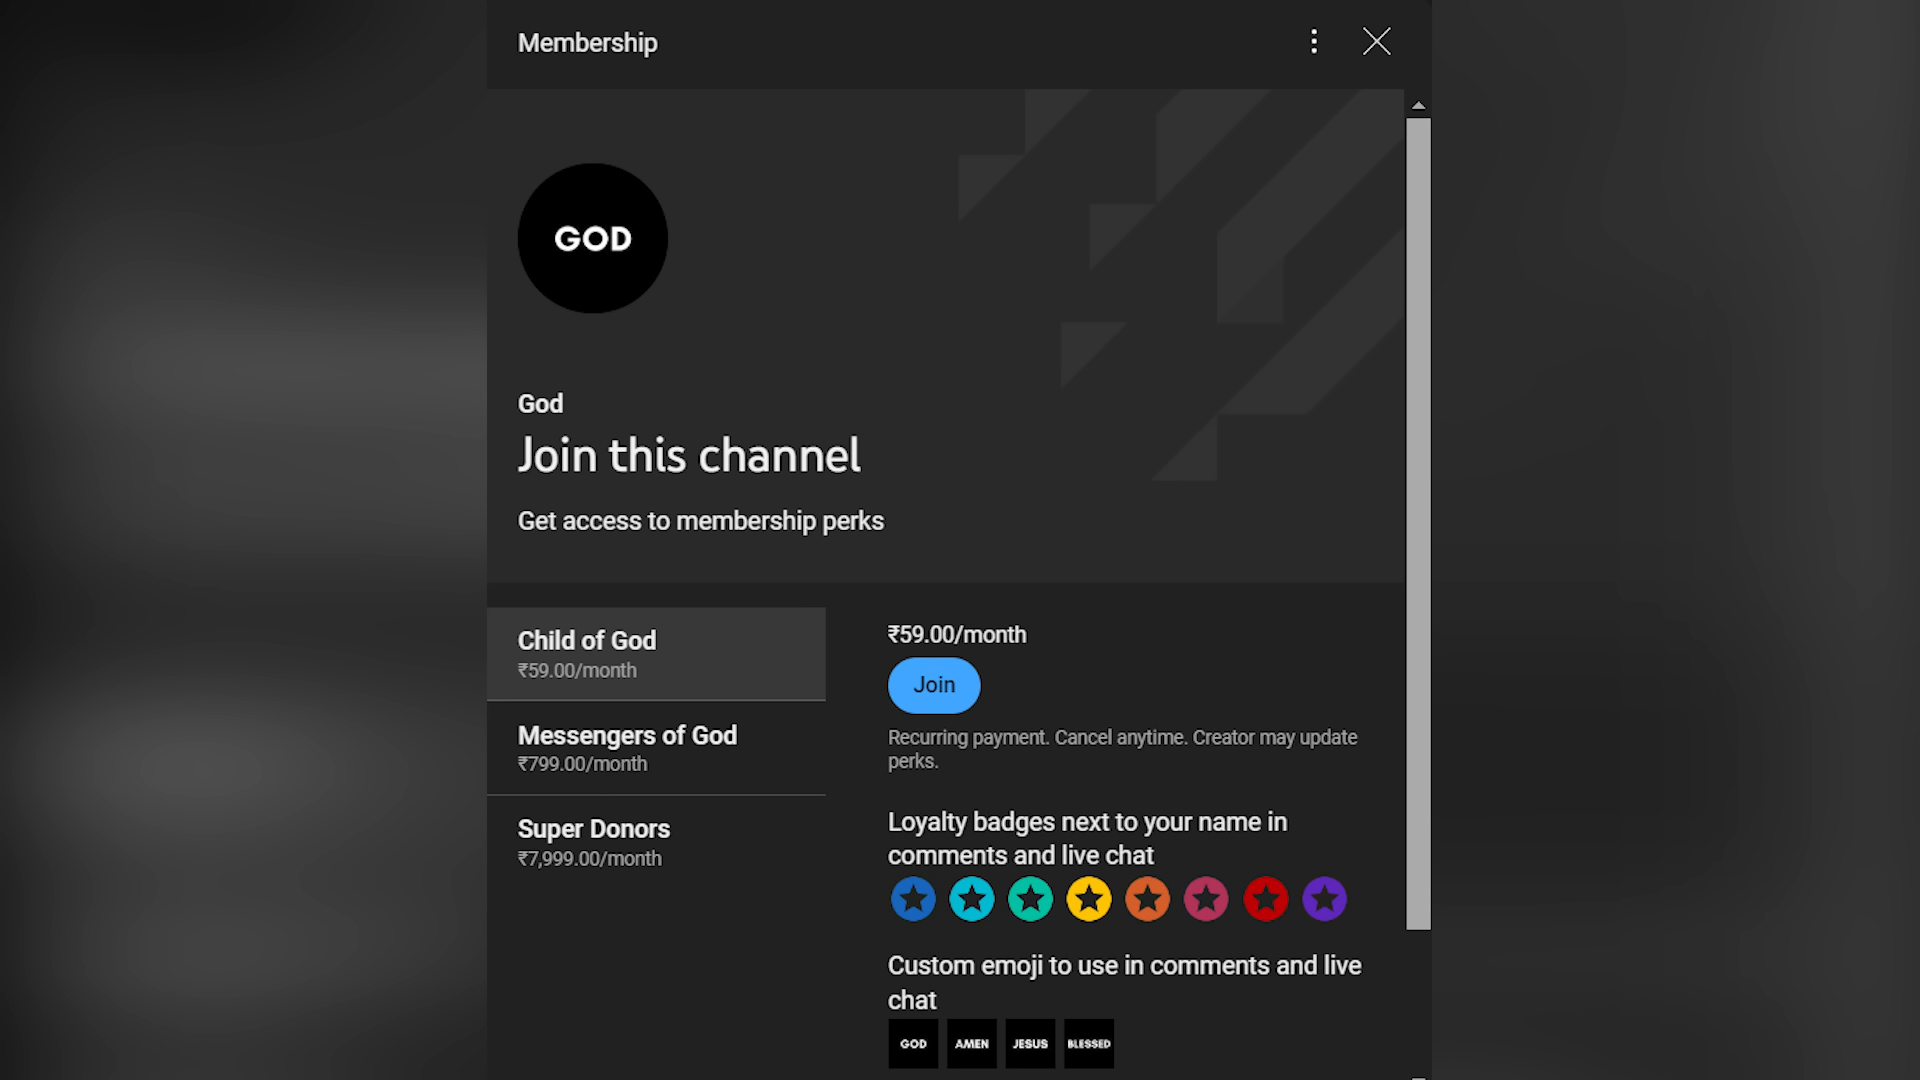 Membership
GOD
God
Join this channel
Get access to membership perks
Child of God
₹59.00/month
Messengers of God
₹799.00/month
Super Donors
₹7,999.00/month
₹59.00/month
Join
Recurring payment. Cancel anytime. Creator may update
perks.
Loyalty badges next to your name in
comments and live chat
Custom emoji to use in comments and live
chat
GOD AMEN JESUS BLESSED